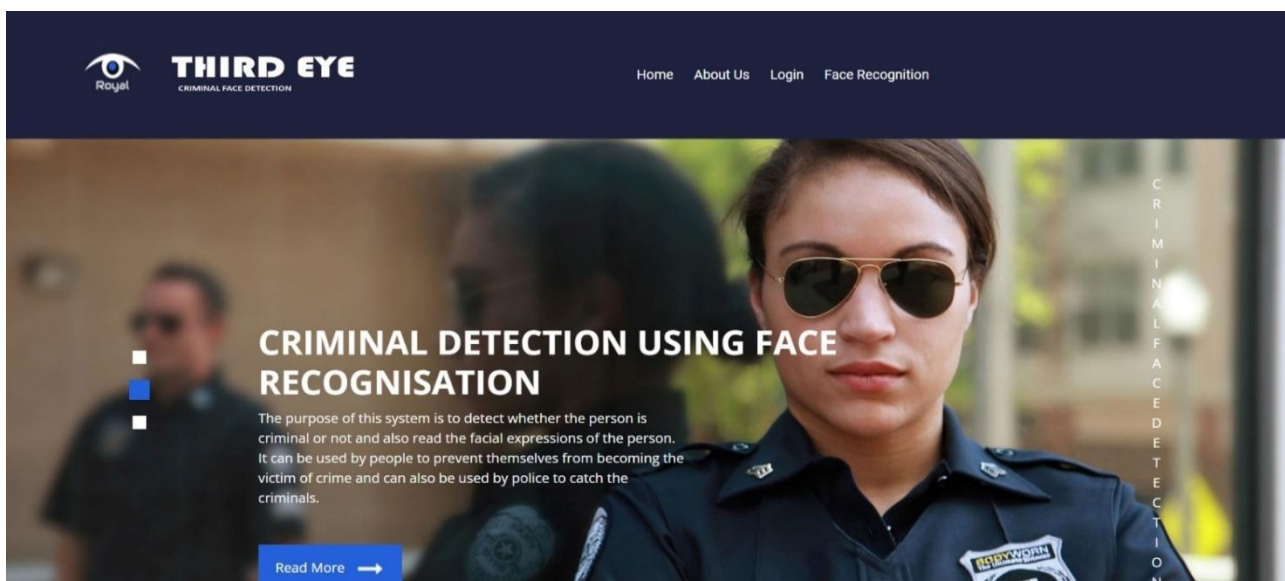 Royal
THIRD EYE
CRIMINAL FACE DETECTION
Home About Us Login Face Recognition
CRIMINAL DETECTION USING FACE
RECOGNISATION
The purpose of this system is to detect whether the person is
criminal or not and also read the facial expressions of the person.
It can be used by people to prevent themselves from becoming the
victim of crime and can also be used by police to catch the
criminals.
Read More
CRIMINAL FACE DETECTION
BODYWORN